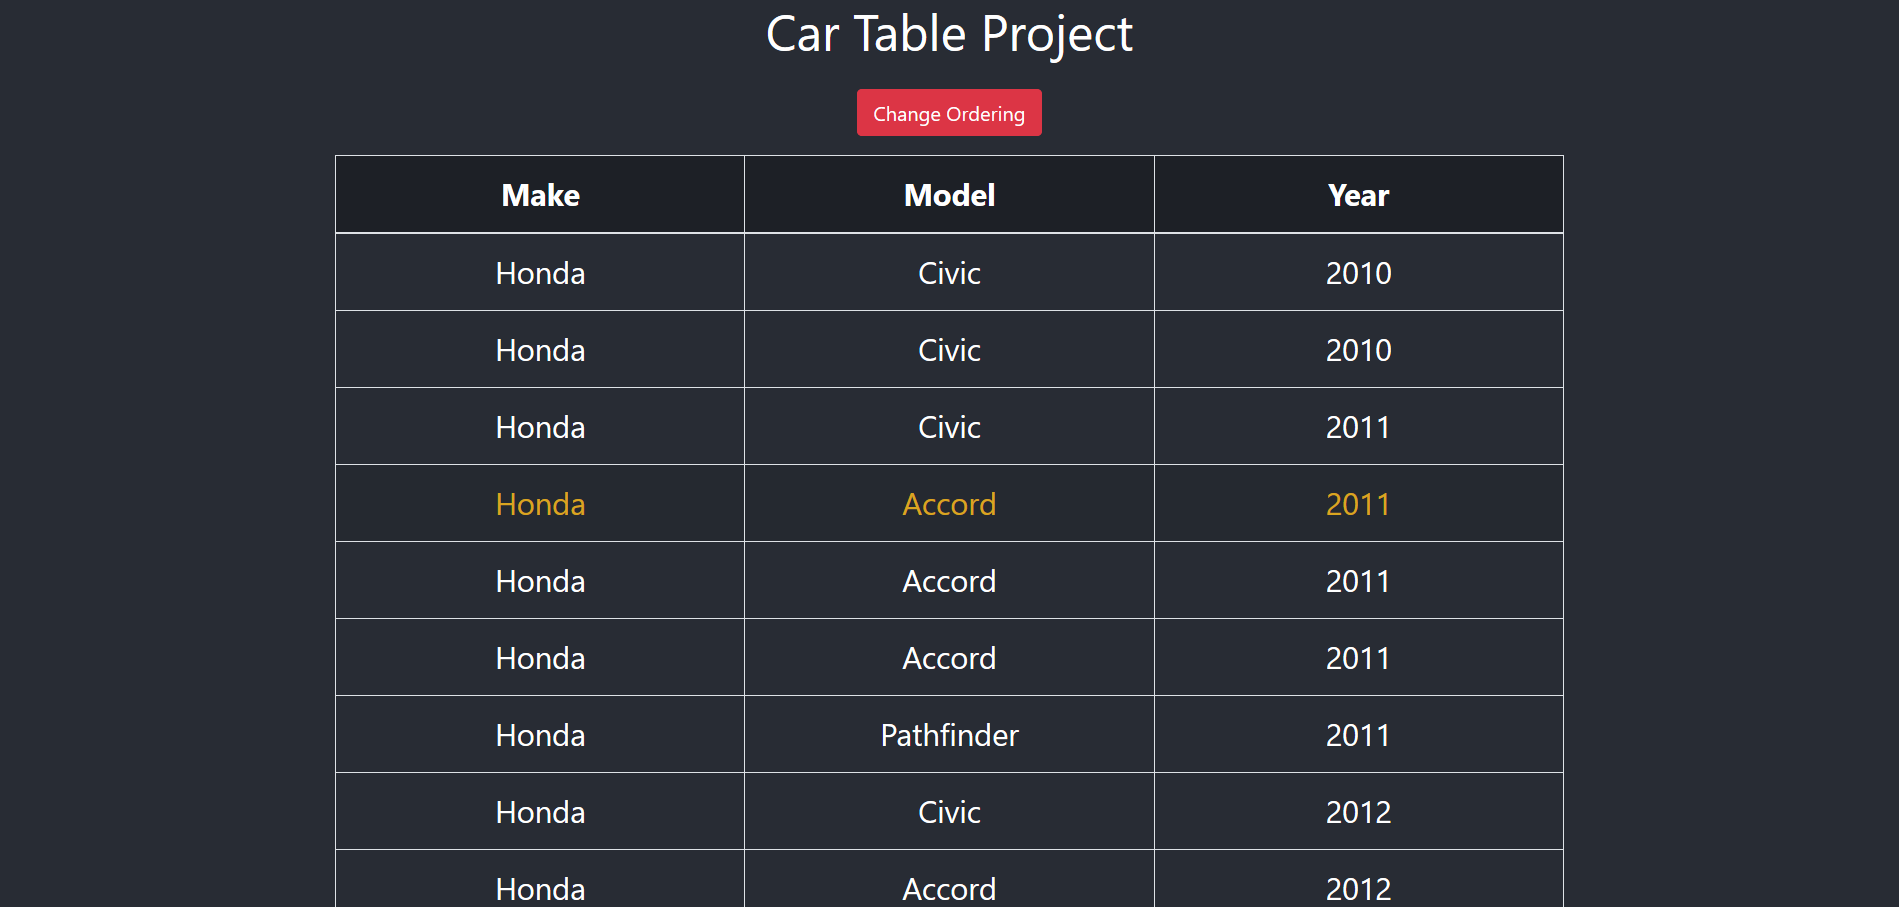 Car Table Project
Change Ordering
Make Model Year
Honda Civic 2010
Honda Civic 2010
Honda Civic 2011
Honda Accord 2011
Honda Accord 2011
Honda Accord 2011
Honda Pathfinder 2011
Honda Civic 2012
Honda Accord 2012